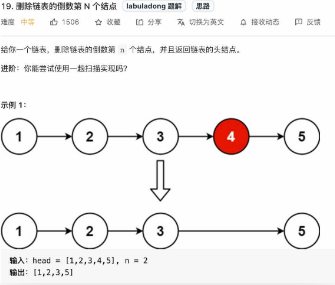 19. 删除链表的倒数第 N 个结点 labuladong 题解 思路
难度 中等 1506 收藏 分享 切换为英文 接收动态 反馈
给你一个链表，删除链表的倒数第 n 个结点，并且返回链表的头结点。
进阶：你能尝试使用一趟扫描实现吗？
示例 1：
1 2 3 4 5
1 2 3 5
输入：head = [1,2,3,4,5], n = 2
输出：[1,2,3,5]